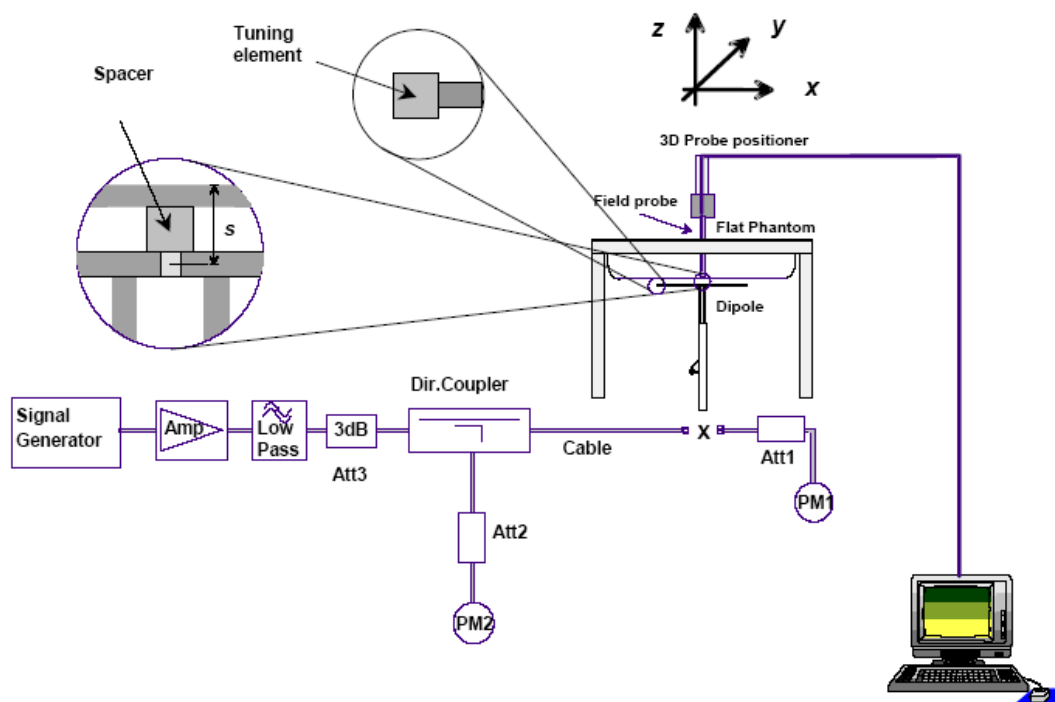 Tuning
element
Spacer
z
y
x
3D Probe positioner
Field probe
Flat Phantom
s
Dipole
Dir.Coupler
Signal
Generator
Amp
Low
Pass
3dB
Att3
Cable
X
Att1
PM1
Att2
PM2